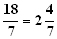 18/7 = 2 4/7